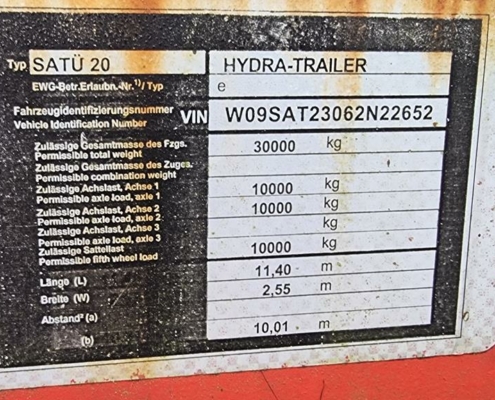 Typ SATÜ 20 HYDRA-TRAILER
EWG-Betr.Erlaubn.-Nr.¹)/ Typ e
Fahrzeugidentifizierungsnummer
Vehicle Identification Number VIN W09SAT23062N22652
Zulässige Gesamtmasse des Fzgs. 30000 kg
Permissible total weight
Zulässige Gesamtmasse des Zuges.
Permissible combination weight
Zulässige Achslast, Achse 1 10000 kg
Permissible axle load, axle 1
Zulässige Achslast, Achse 2 10000 kg
Permissible axle load, axle 2
Zulässige Achslast, Achse 3 kg
Permissible axle load, axle 3
Zulässige Sattellast 10000 kg
Permissible fifth wheel load
Länge (L) 11,40 m
Breite (W) 2,55 m
Abstand² (a) 10,01 m
(b)